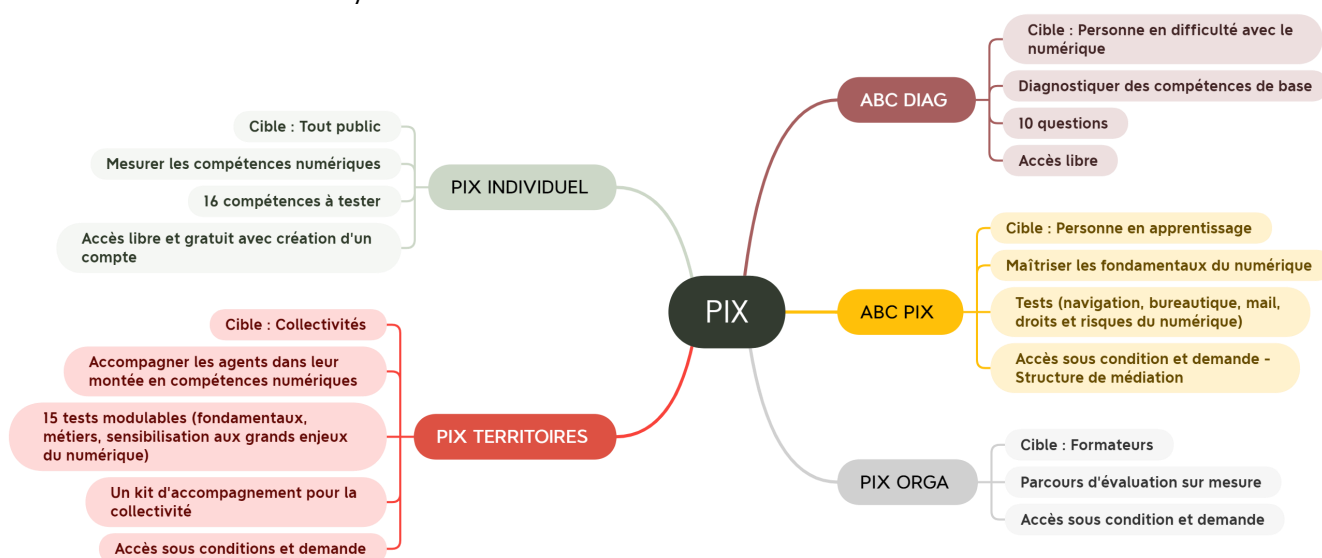 PIX
PIX INDIVIDUEL
Cible : Tout public
Mesurer les compétences numériques
16 compétences à tester
Accès libre et gratuit avec création d'un
compte
PIX TERRITOIRES
Cible : Collectivités
Accompagner les agents dans leur
montée en compétences numériques
15 tests modulables (fondamentaux,
métiers, sensibilisation aux grands enjeux
du numérique)
Un kit d'accompagnement pour la
collectivité
Accès sous conditions et demande
ABC DIAG
Cible : Personne en difficulté avec le
numérique
Diagnostiquer des compétences de base
10 questions
Accès libre
ABC PIX
Cible : Personne en apprentissage
Maîtriser les fondamentaux du numérique
Tests (navigation, bureautique, mail,
droits et risques du numérique)
Accès sous condition et demande -
Structure de médiation
PIX ORGA
Cible : Formateurs
Parcours d'évaluation sur mesure
Accès sous condition et demande